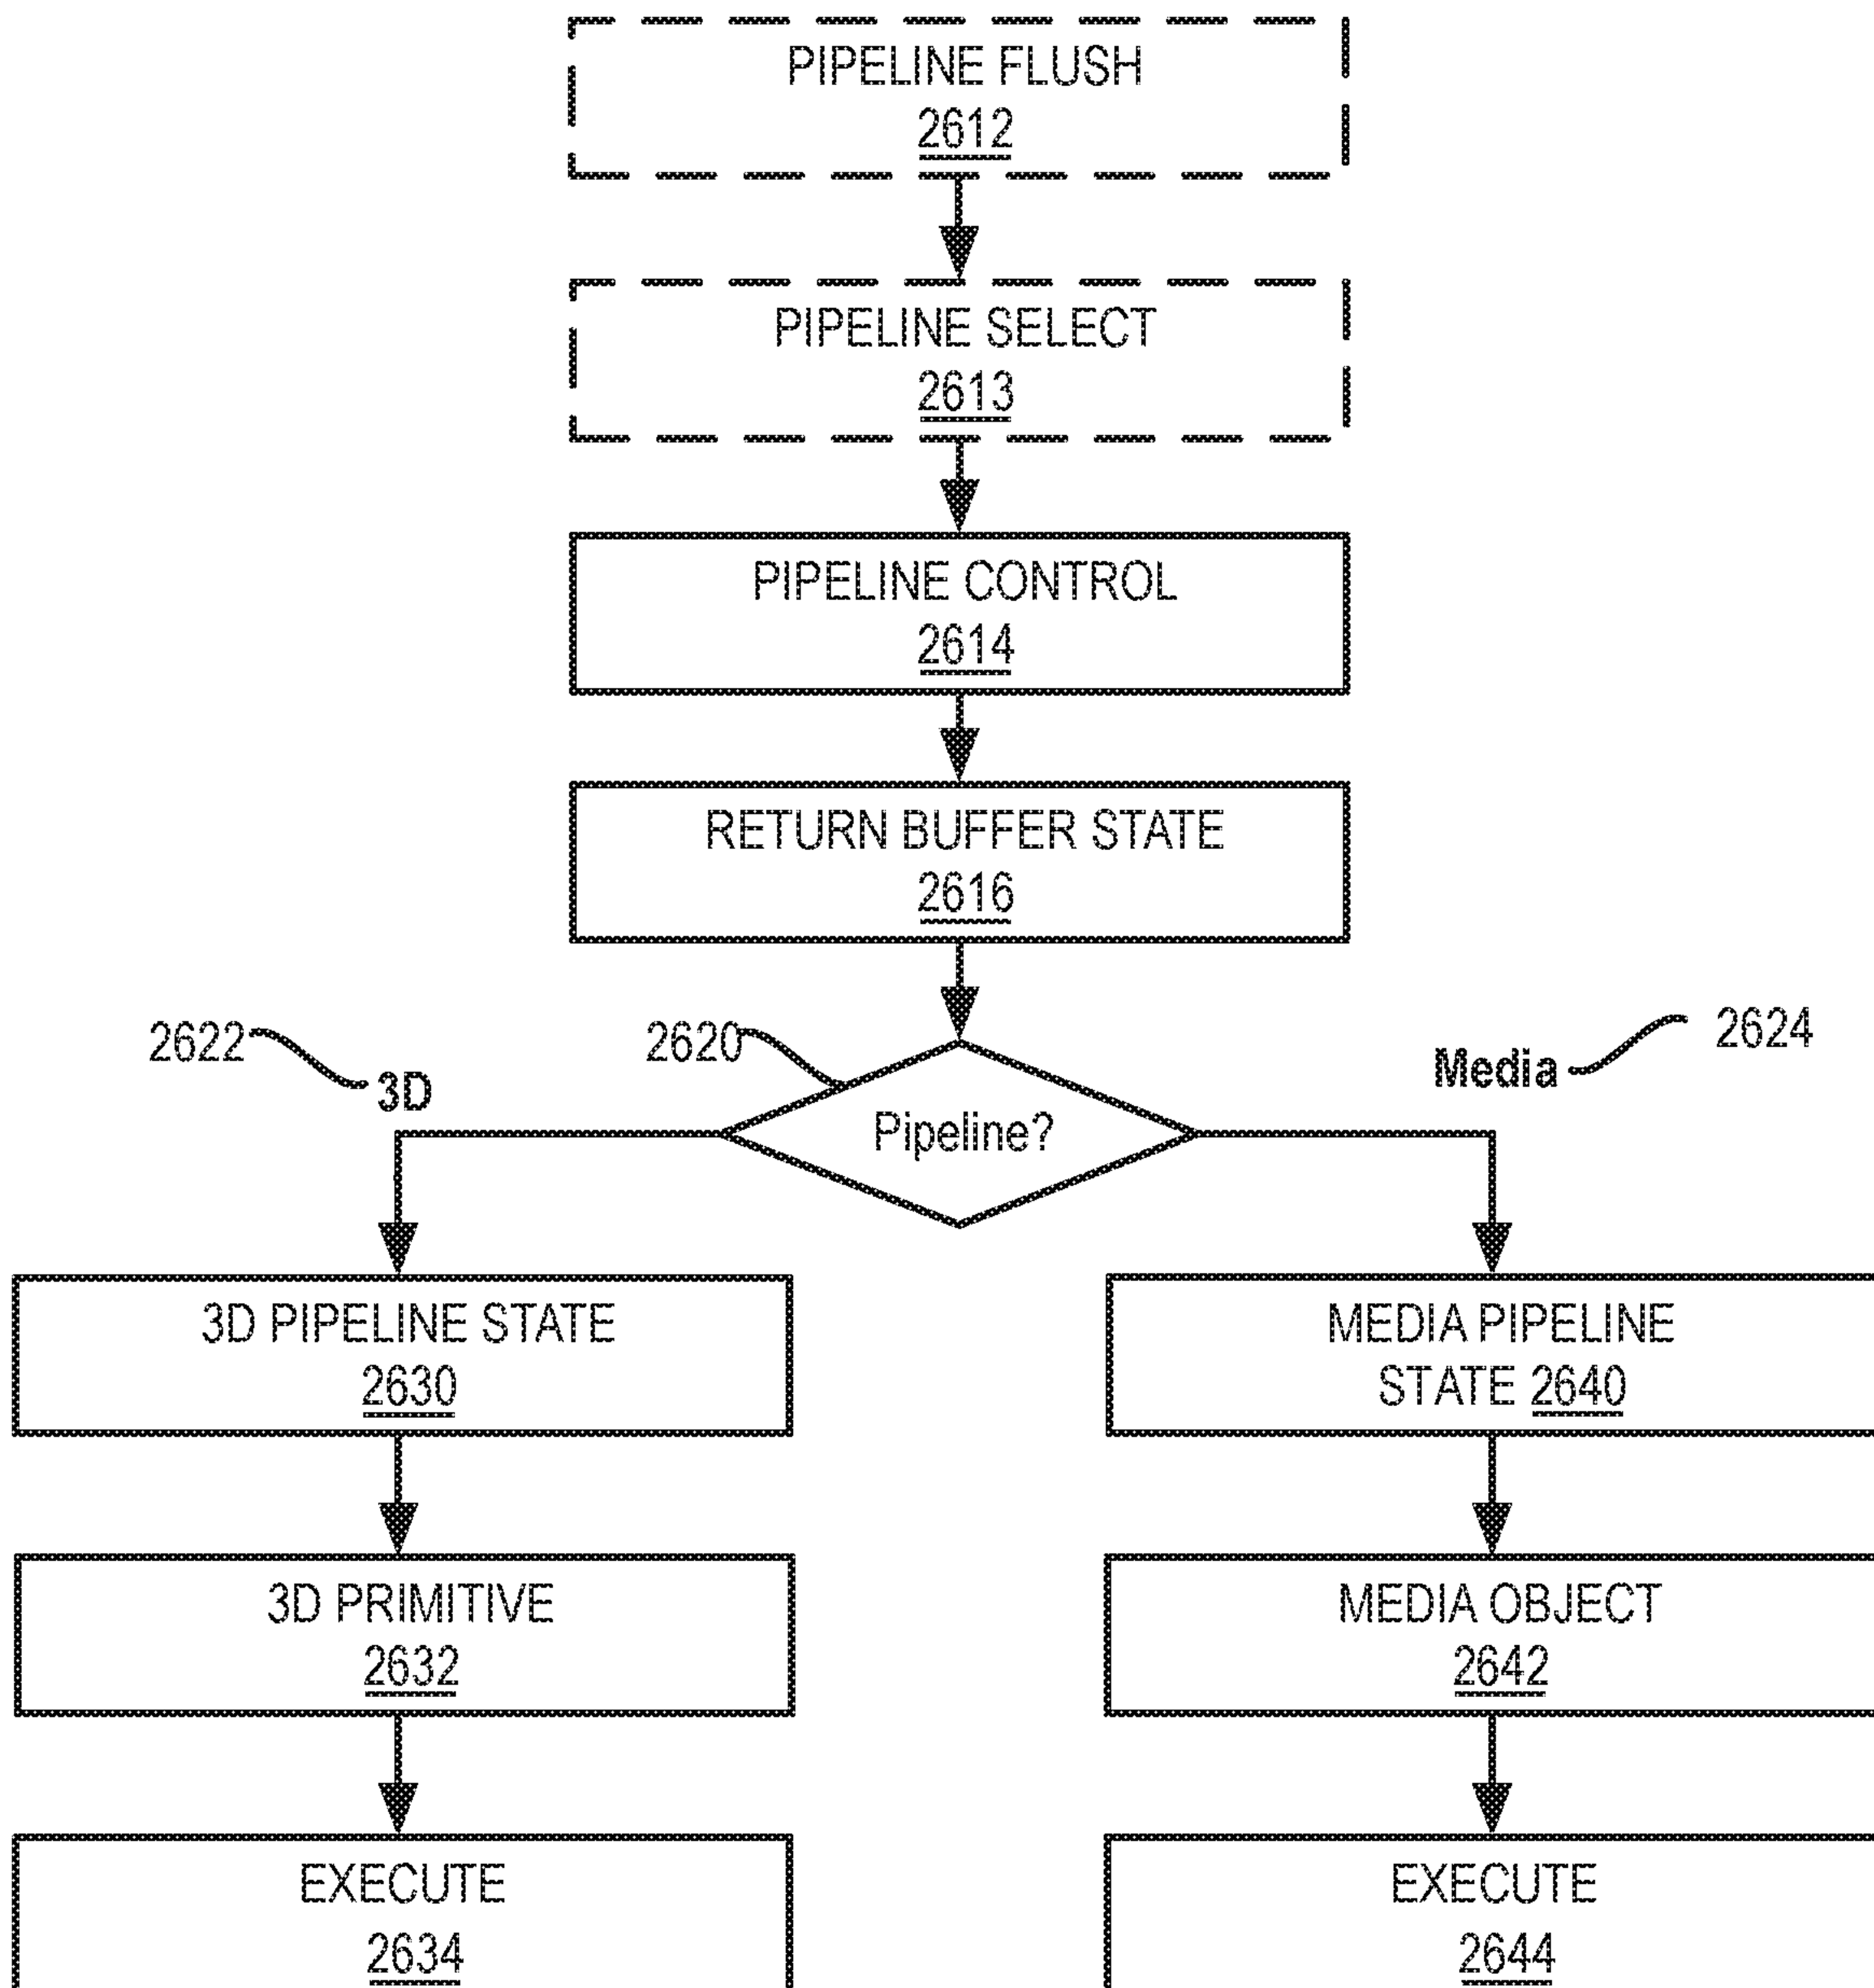 PIPELINE FLUSH
2612
PIPELINE SELECT
2613
PIPELINE CONTROL
2614
RETURN BUFFER STATE
2616
2622
3D
2620
Pipeline?
Media
2624
3D PIPELINE STATE
2630
MEDIA PIPELINE
STATE 2640
3D PRIMITIVE
2632
MEDIA OBJECT
2642
EXECUTE
2634
EXECUTE
2644